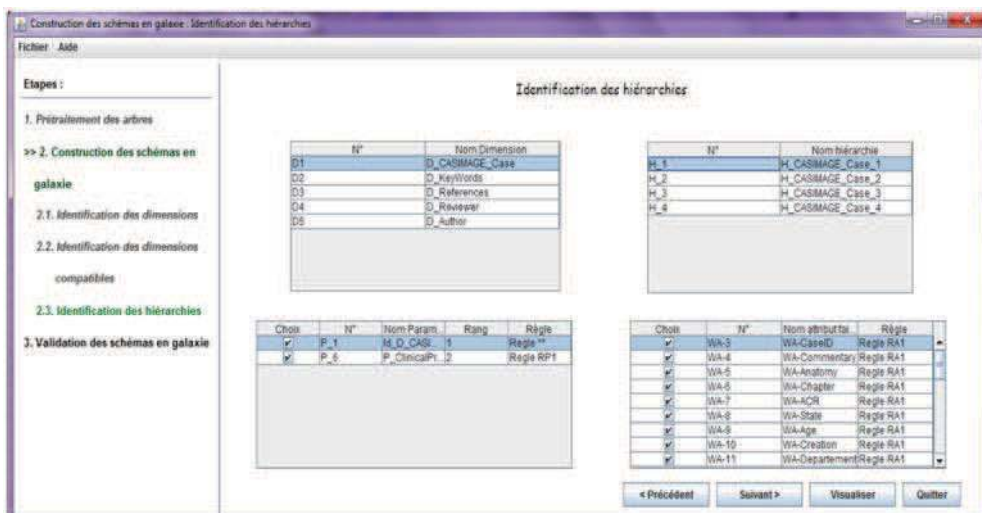 Construction des schémas en galaxie : Identification des hiérarchies
Fichier Aide
Etapes :
1. Prétraitement des arbres
>> 2. Construction des schémas en
galaxie
2.1. Identification des dimensions
2.2. Identification des dimensions
compatibles
2.3. Identification des hiérarchies
3. Validation des schémas en galaxie
Identification des hiérarchies
N° Nom Dimension
D1 D_CASIMAGE_Case
D2 D_KeyWords
D3 D_References
D4 D_Reviewer
D5 D_Author
N° Nom hiérarchie
H_1 H_CASIMAGE_Case_1
H_2 H_CASIMAGE_Case_2
H_3 H_CASIMAGE_Case_3
H_4 H_CASIMAGE_Case_4
Choix N° Nom Param... Rang Règle
P_1 Id_D_CASI... 1 Regle **
P_6 P_ClinicalPr... 2 Regle RP1
Choix N° Nom attribut fai... Règle
WA-3 WA-CaseID Regle RA1
WA-4 WA-Commentary Regle RA1
WA-5 WA-Anatomy Regle RA1
WA-6 WA-Chapter Regle RA1
WA-7 WA-ACR Regle RA1
WA-8 WA-State Regle RA1
WA-9 WA-Age Regle RA1
WA-10 WA-Creation Regle RA1
WA-11 WA-Departement Regle RA1
< Précédent Suivant > Visualiser Quitter